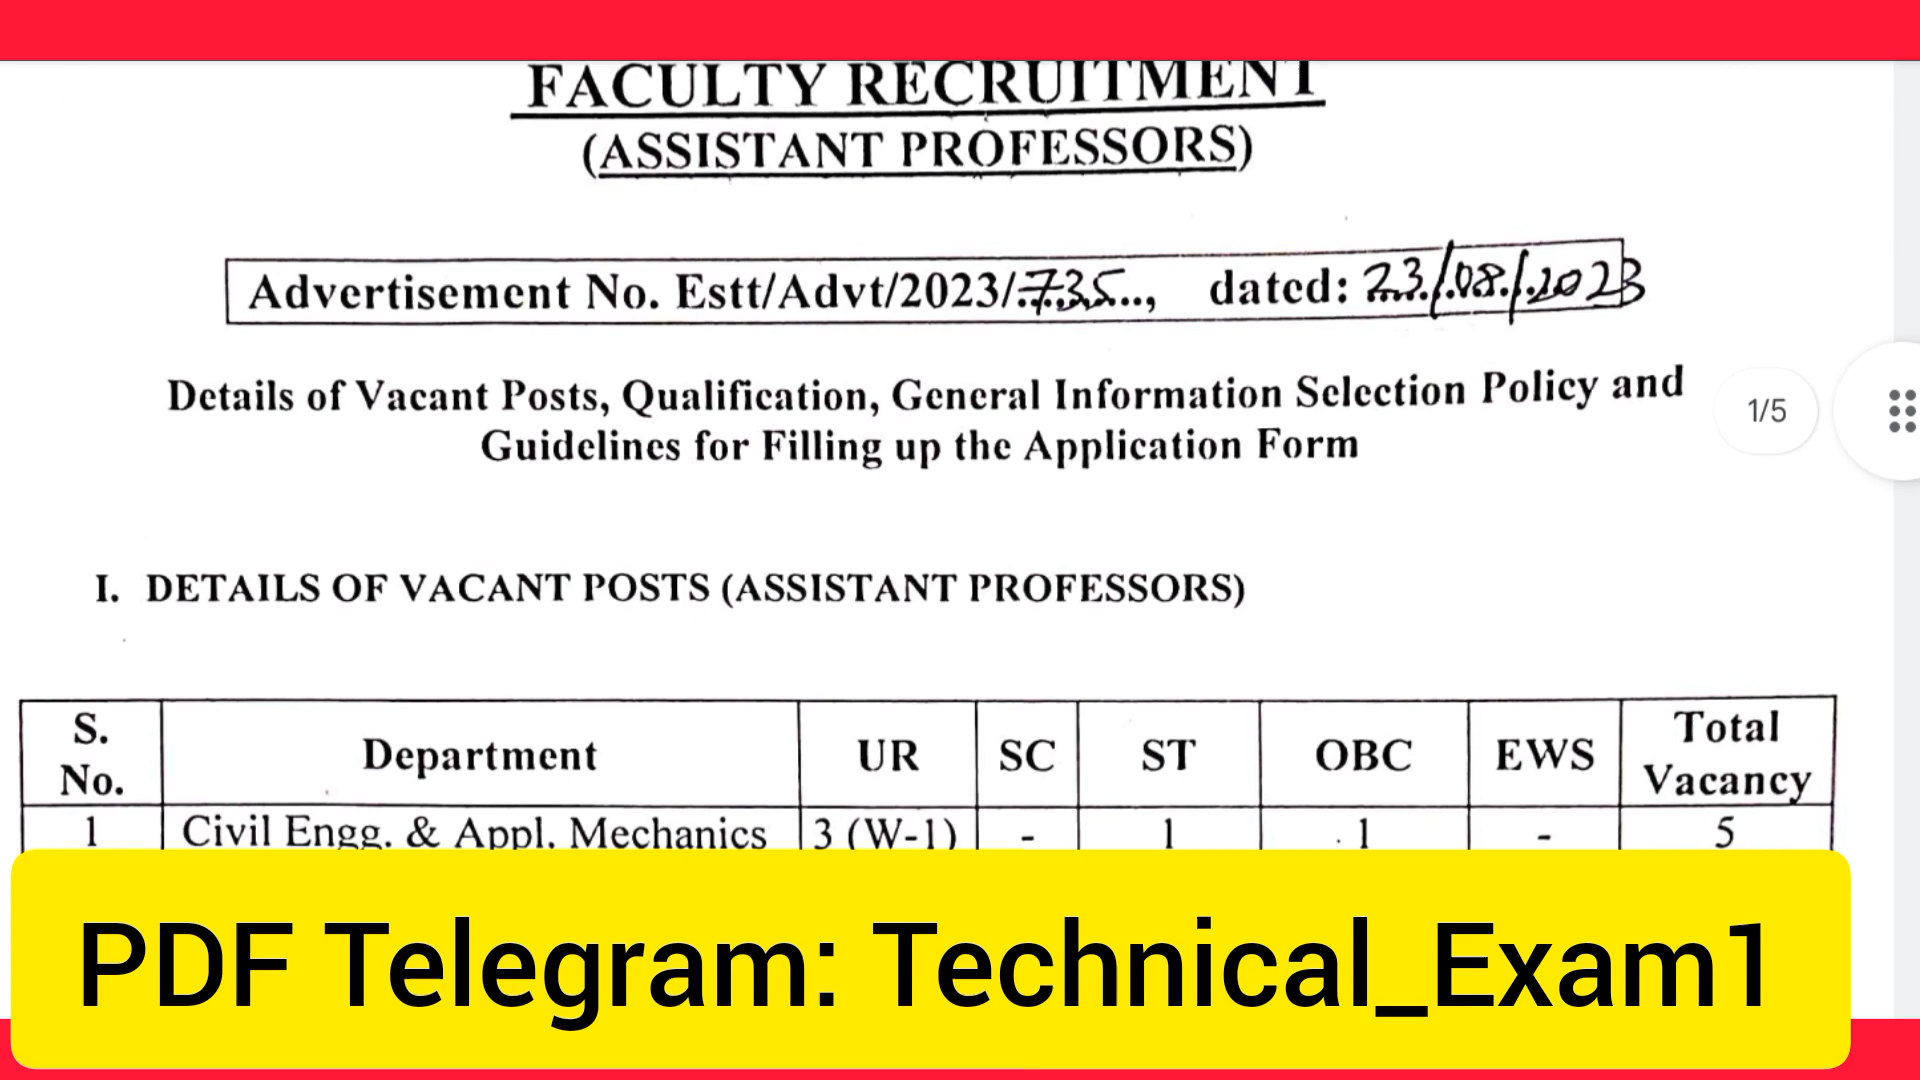 FACULTY RECRUITMENT
(ASSISTANT PROFESSORS)
Advertisement No. Estt/Advt/2023/.735..., dated: 23/08/2023
Details of Vacant Posts, Qualification, General Information Selection Policy and
Guidelines for Filling up the Application Form
1/5
I. DETAILS OF VACANT POSTS (ASSISTANT PROFESSORS)
S. No. Department UR SC ST OBC EWS Total Vacancy
1 Civil Engg. & Appl. Mechanics 3 (W-1) - 1 1 - 5
PDF Telegram: Technical_Exam1